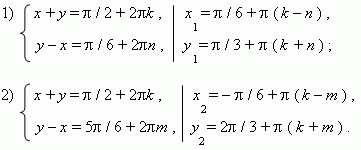 1) { x + y = π / 2 + 2πk , | x₁ = π / 6 + π ( k – n ) ,
y – x = π / 6 + 2πn , | y₁ = π / 3 + π ( k + n ) ;
2) { x + y = π / 2 + 2πk , | x₂ = – π / 6 + π ( k – m ) ,
y – x = 5π / 6 + 2πm , | y₂ = 2π / 3 + π ( k + m ) .